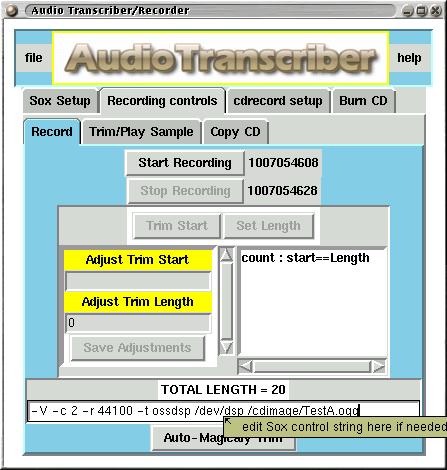 Audio Transcriber/Recorder
file
Audio Transcriber
help
Sox Setup
Recording controls
cdrecord setup
Burn CD
Record
Trim/Play Sample
Copy CD
Start Recording 1007054608
Stop Recording 1007054628
Trim Start
Set Length
Adjust Trim Start
Adjust Trim Length
0
Save Adjustments
count : start==Length
TOTAL LENGTH = 20
-V -c 2 -r 44100 -t ossdsp /dev/dsp /cdimage/TestA.ogg
edit Sox control string here if needed
Auto-Magicaly Trim